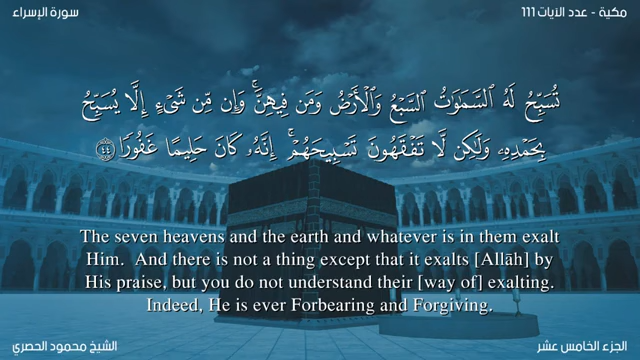 مكية - عدد الآيات 111
سورة الإسراء
تُسَبِّحُ لَهُ ٱلسَّمَٰوَٰتُ ٱلسَّبْعُ وَٱلْأَرْضُ وَمَن فِيهِنَّ ۚ وَإِن مِّن شَىْءٍ إِلَّا يُسَبِّحُ
بِحَمْدِهِۦ وَلَٰكِن لَّا تَفْقَهُونَ تَسْبِيحَهُمْ ۗ إِنَّهُۥ كَانَ حَلِيمًا غَفُورًا ٤٤
The seven heavens and the earth and whatever is in them exalt
Him. And there is not a thing except that it exalts [Allāh] by
His praise, but you do not understand their [way of] exalting.
Indeed, He is ever Forbearing and Forgiving.
الجزء الخامس عشر
الشيخ محمود الحصري